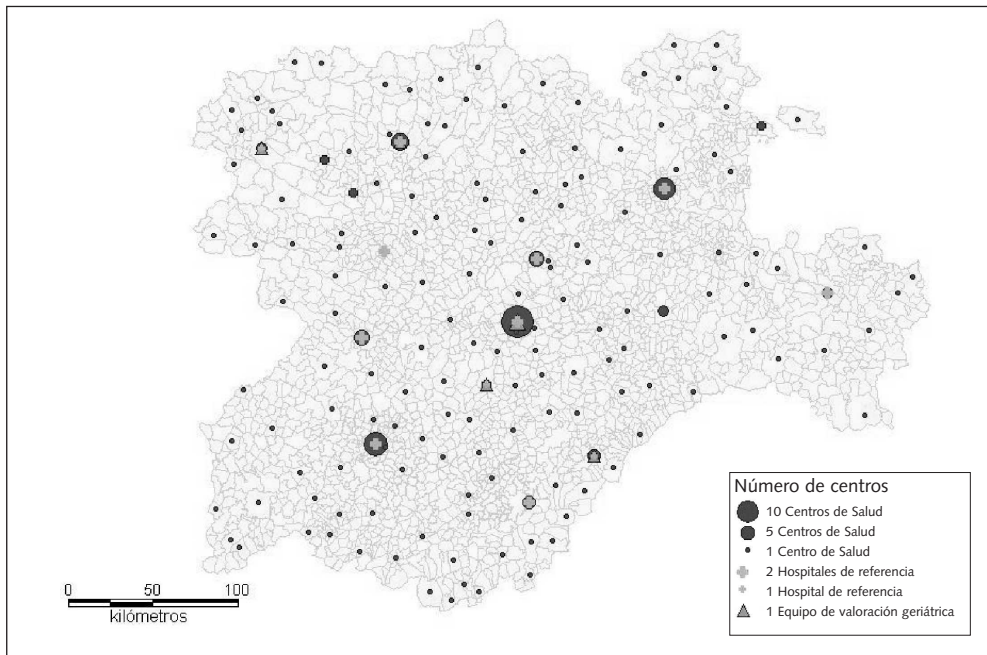 Número de centros
10 Centros de Salud
5 Centros de Salud
1 Centro de Salud
2 Hospitales de referencia
1 Hospital de referencia
1 Equipo de valoración geriátrica
0 50 100
kilómetros